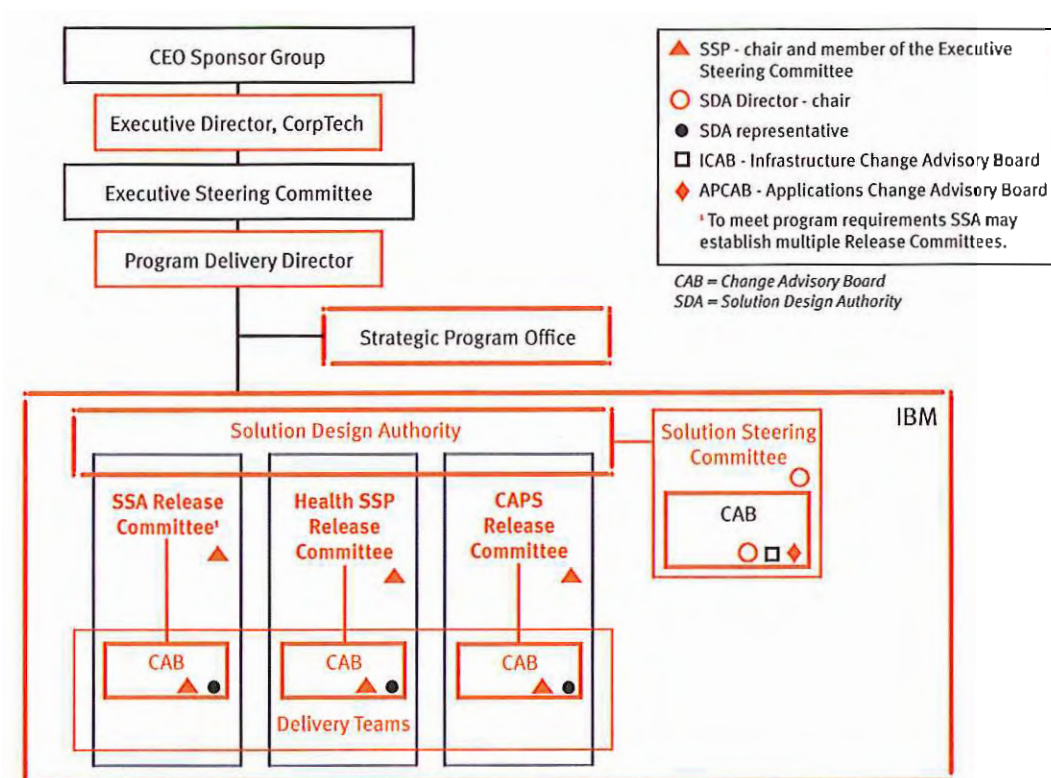 CEO Sponsor Group
Executive Director, CorpTech
Executive Steering Committee
Program Delivery Director
Strategic Program Office
SSP - chair and member of the Executive
Steering Committee
SDA Director - chair
SDA representative
ICAB - Infrastructure Change Advisory Board
APCAB - Applications Change Advisory Board
¹ To meet program requirements SSA may
establish multiple Release Committees.
CAB = Change Advisory Board
SDA = Solution Design Authority
IBM
Solution Design Authority
Solution Steering
Committee
CAB
SSA Release
Committee¹
Health SSP
Release
Committee
CAPS
Release
Committee
CAB
CAB
CAB
Delivery Teams